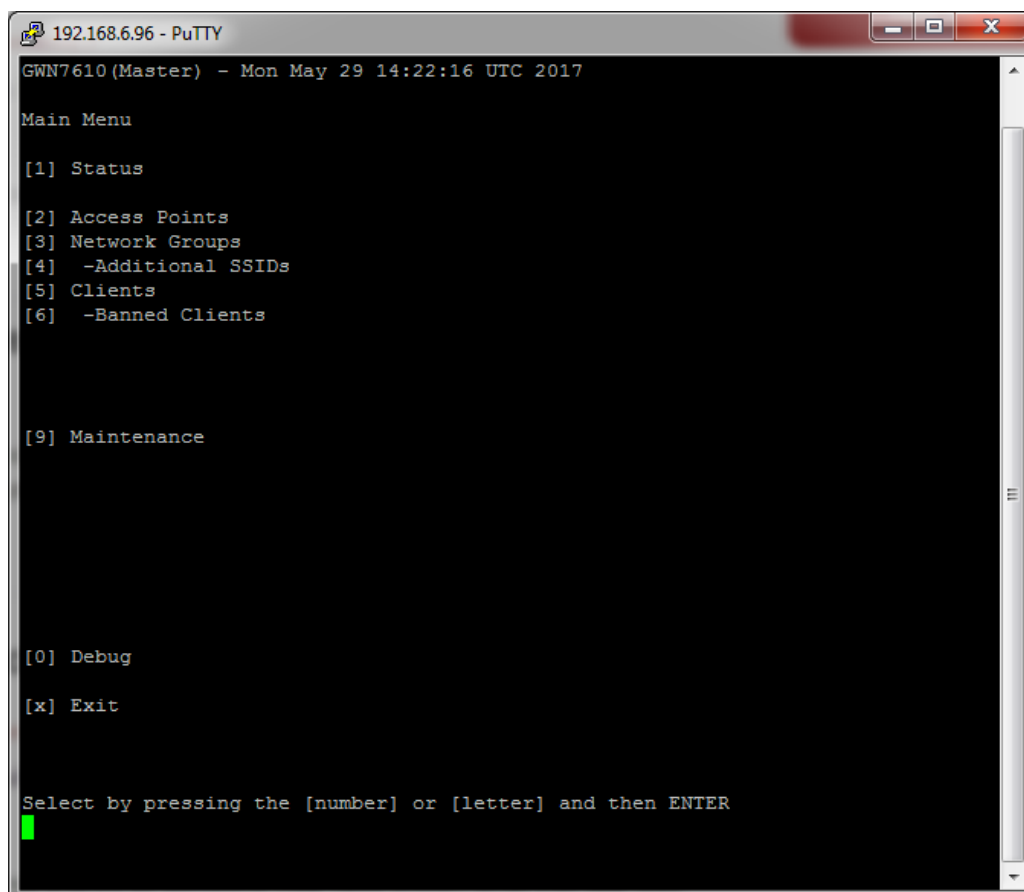 192.168.6.96 - PuTTY
GWN7610(Master) - Mon May 29 14:22:16 UTC 2017
Main Menu
[1] Status
[2] Access Points
[3] Network Groups
[4]  -Additional SSIDs
[5] Clients
[6]  -Banned Clients
[9] Maintenance
[0] Debug
[x] Exit
Select by pressing the [number] or [letter] and then ENTER